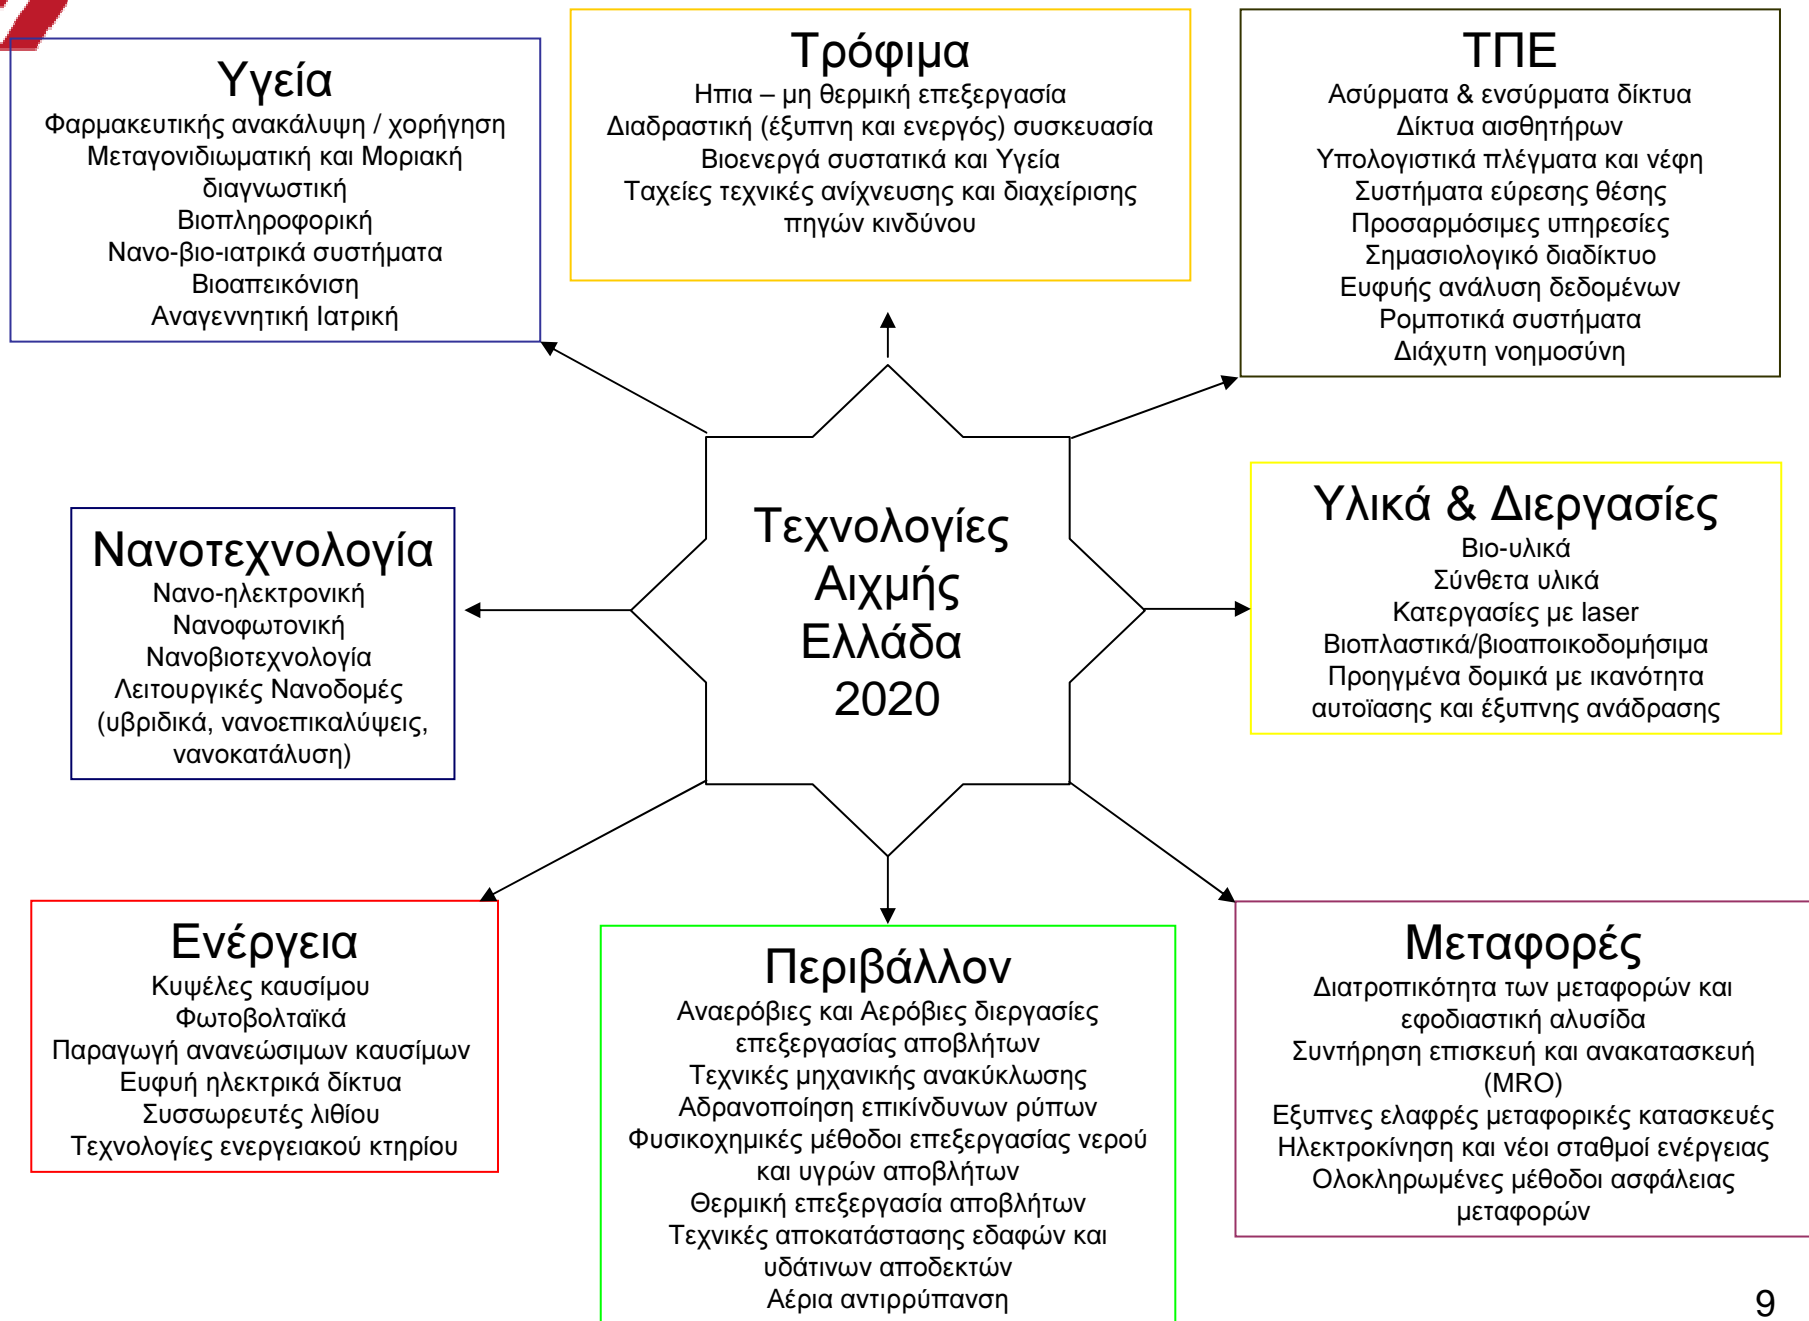 Υγεία
Φαρμακευτικής ανακάλυψη / χορήγηση
Μεταγονιδιωματική και Μοριακή
διαγνωστική
Βιοπληροφορική
Νανο-βιο-ιατρικά συστήματα
Βιοαπεικόνιση
Αναγεννητική Ιατρική
Τρόφιμα
Ηπια – μη θερμική επεξεργασία
Διαδραστική (έξυπνη και ενεργός) συσκευασία
Βιοενεργά συστατικά και Υγεία
Ταχείες τεχνικές ανίχνευσης και διαχείρισης
πηγών κινδύνου
ΤΠΕ
Ασύρματα & ενσύρματα δίκτυα
Δίκτυα αισθητήρων
Υπολογιστικά πλέγματα και νέφη
Συστήματα εύρεσης θέσης
Προσαρμόσιμες υπηρεσίες
Σημασιολογικό διαδίκτυο
Ευφυής ανάλυση δεδομένων
Ρομποτικά συστήματα
Διάχυτη νοημοσύνη
Νανοτεχνολογία
Νανο-ηλεκτρονική
Νανοφωτονική
Νανοβιοτεχνολογία
Λειτουργικές Νανοδομές
(υβριδικά, νανοεπικαλύψεις,
νανοκατάλυση)
Τεχνολογίες
Αιχμής
Ελλάδα
2020
Υλικά & Διεργασίες
Βιο-υλικά
Σύνθετα υλικά
Κατεργασίες με laser
Βιοπλαστικά/βιοαποικοδομήσιμα
Προηγμένα δομικά με ικανότητα
αυτοϊασης και έξυπνης ανάδρασης
Ενέργεια
Κυψέλες καυσίμου
Φωτοβολταϊκά
Παραγωγή ανανεώσιμων καυσίμων
Ευφυή ηλεκτρικά δίκτυα
Συσσωρευτές λιθίου
Τεχνολογίες ενεργειακού κτηρίου
Περιβάλλον
Αναερόβιες και Αερόβιες διεργασίες
επεξεργασίας αποβλήτων
Τεχνικές μηχανικής ανακύκλωσης
Αδρανοποίηση επικίνδυνων ρύπων
Φυσικοχημικές μέθοδοι επεξεργασίας νερού
και υγρών αποβλήτων
Θερμική επεξεργασία αποβλήτων
Τεχνικές αποκατάστασης εδαφών και
υδάτινων αποδεκτών
Αέρια αντιρρύπανση
Μεταφορές
Διατροπικότητα των μεταφορών και
εφοδιαστική αλυσίδα
Συντήρηση επισκευή και ανακατασκευή
(MRO)
Εξυπνες ελαφρές μεταφορικές κατασκευές
Ηλεκτροκίνηση και νέοι σταθμοί ενέργειας
Ολοκληρωμένες μέθοδοι ασφάλειας
μεταφορών
9